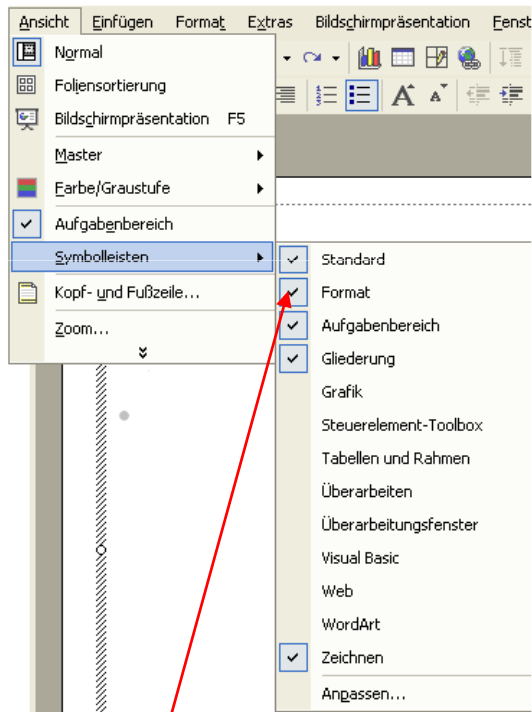 Ansicht Einfügen Format Extras Bildschirmpräsentation Fenst
Normal
Foliensortierung
Bildschirmpräsentation F5
Master
Farbe/Graustufe
Aufgabenbereich
Symbolleisten
Kopf- und Fußzeile...
Zoom...
Standard
Format
Aufgabenbereich
Gliederung
Grafik
Steuerelement-Toolbox
Tabellen und Rahmen
Überarbeiten
Überarbeitungsfenster
Visual Basic
Web
WordArt
Zeichnen
Anpassen...